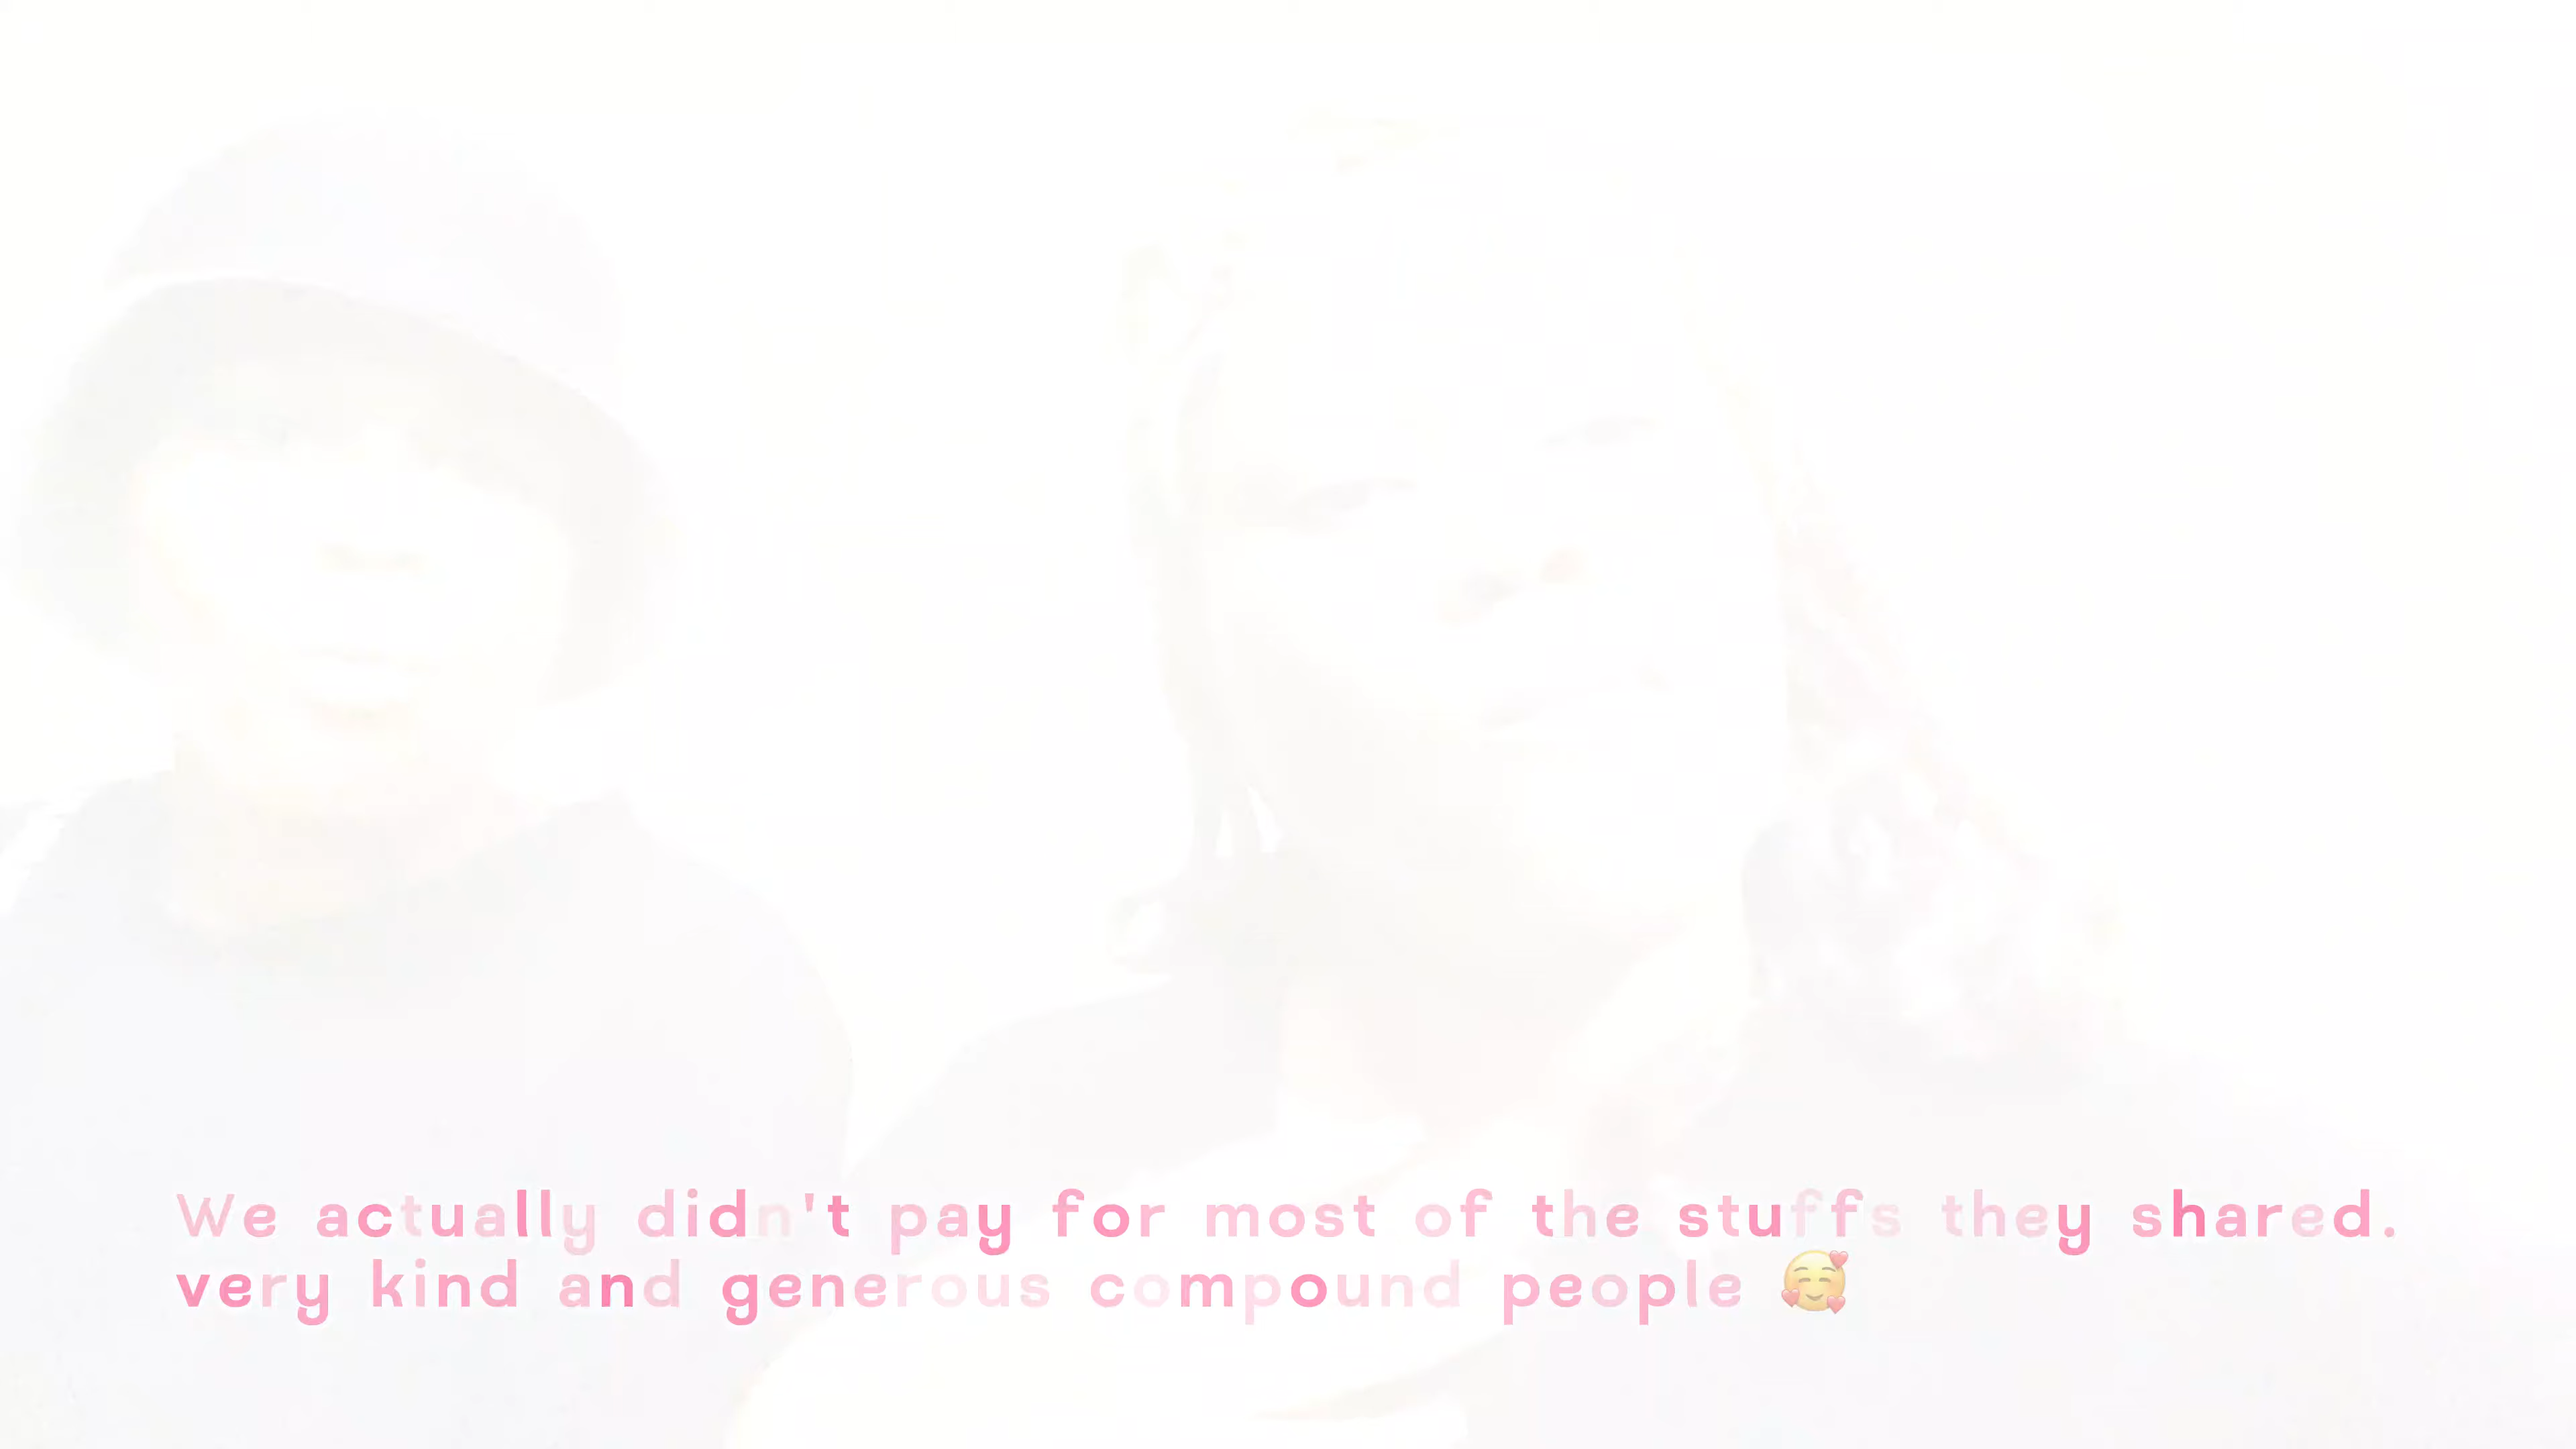 We actually didn't pay for most of the stuffs they shared.
very kind and generous compound people 🥰